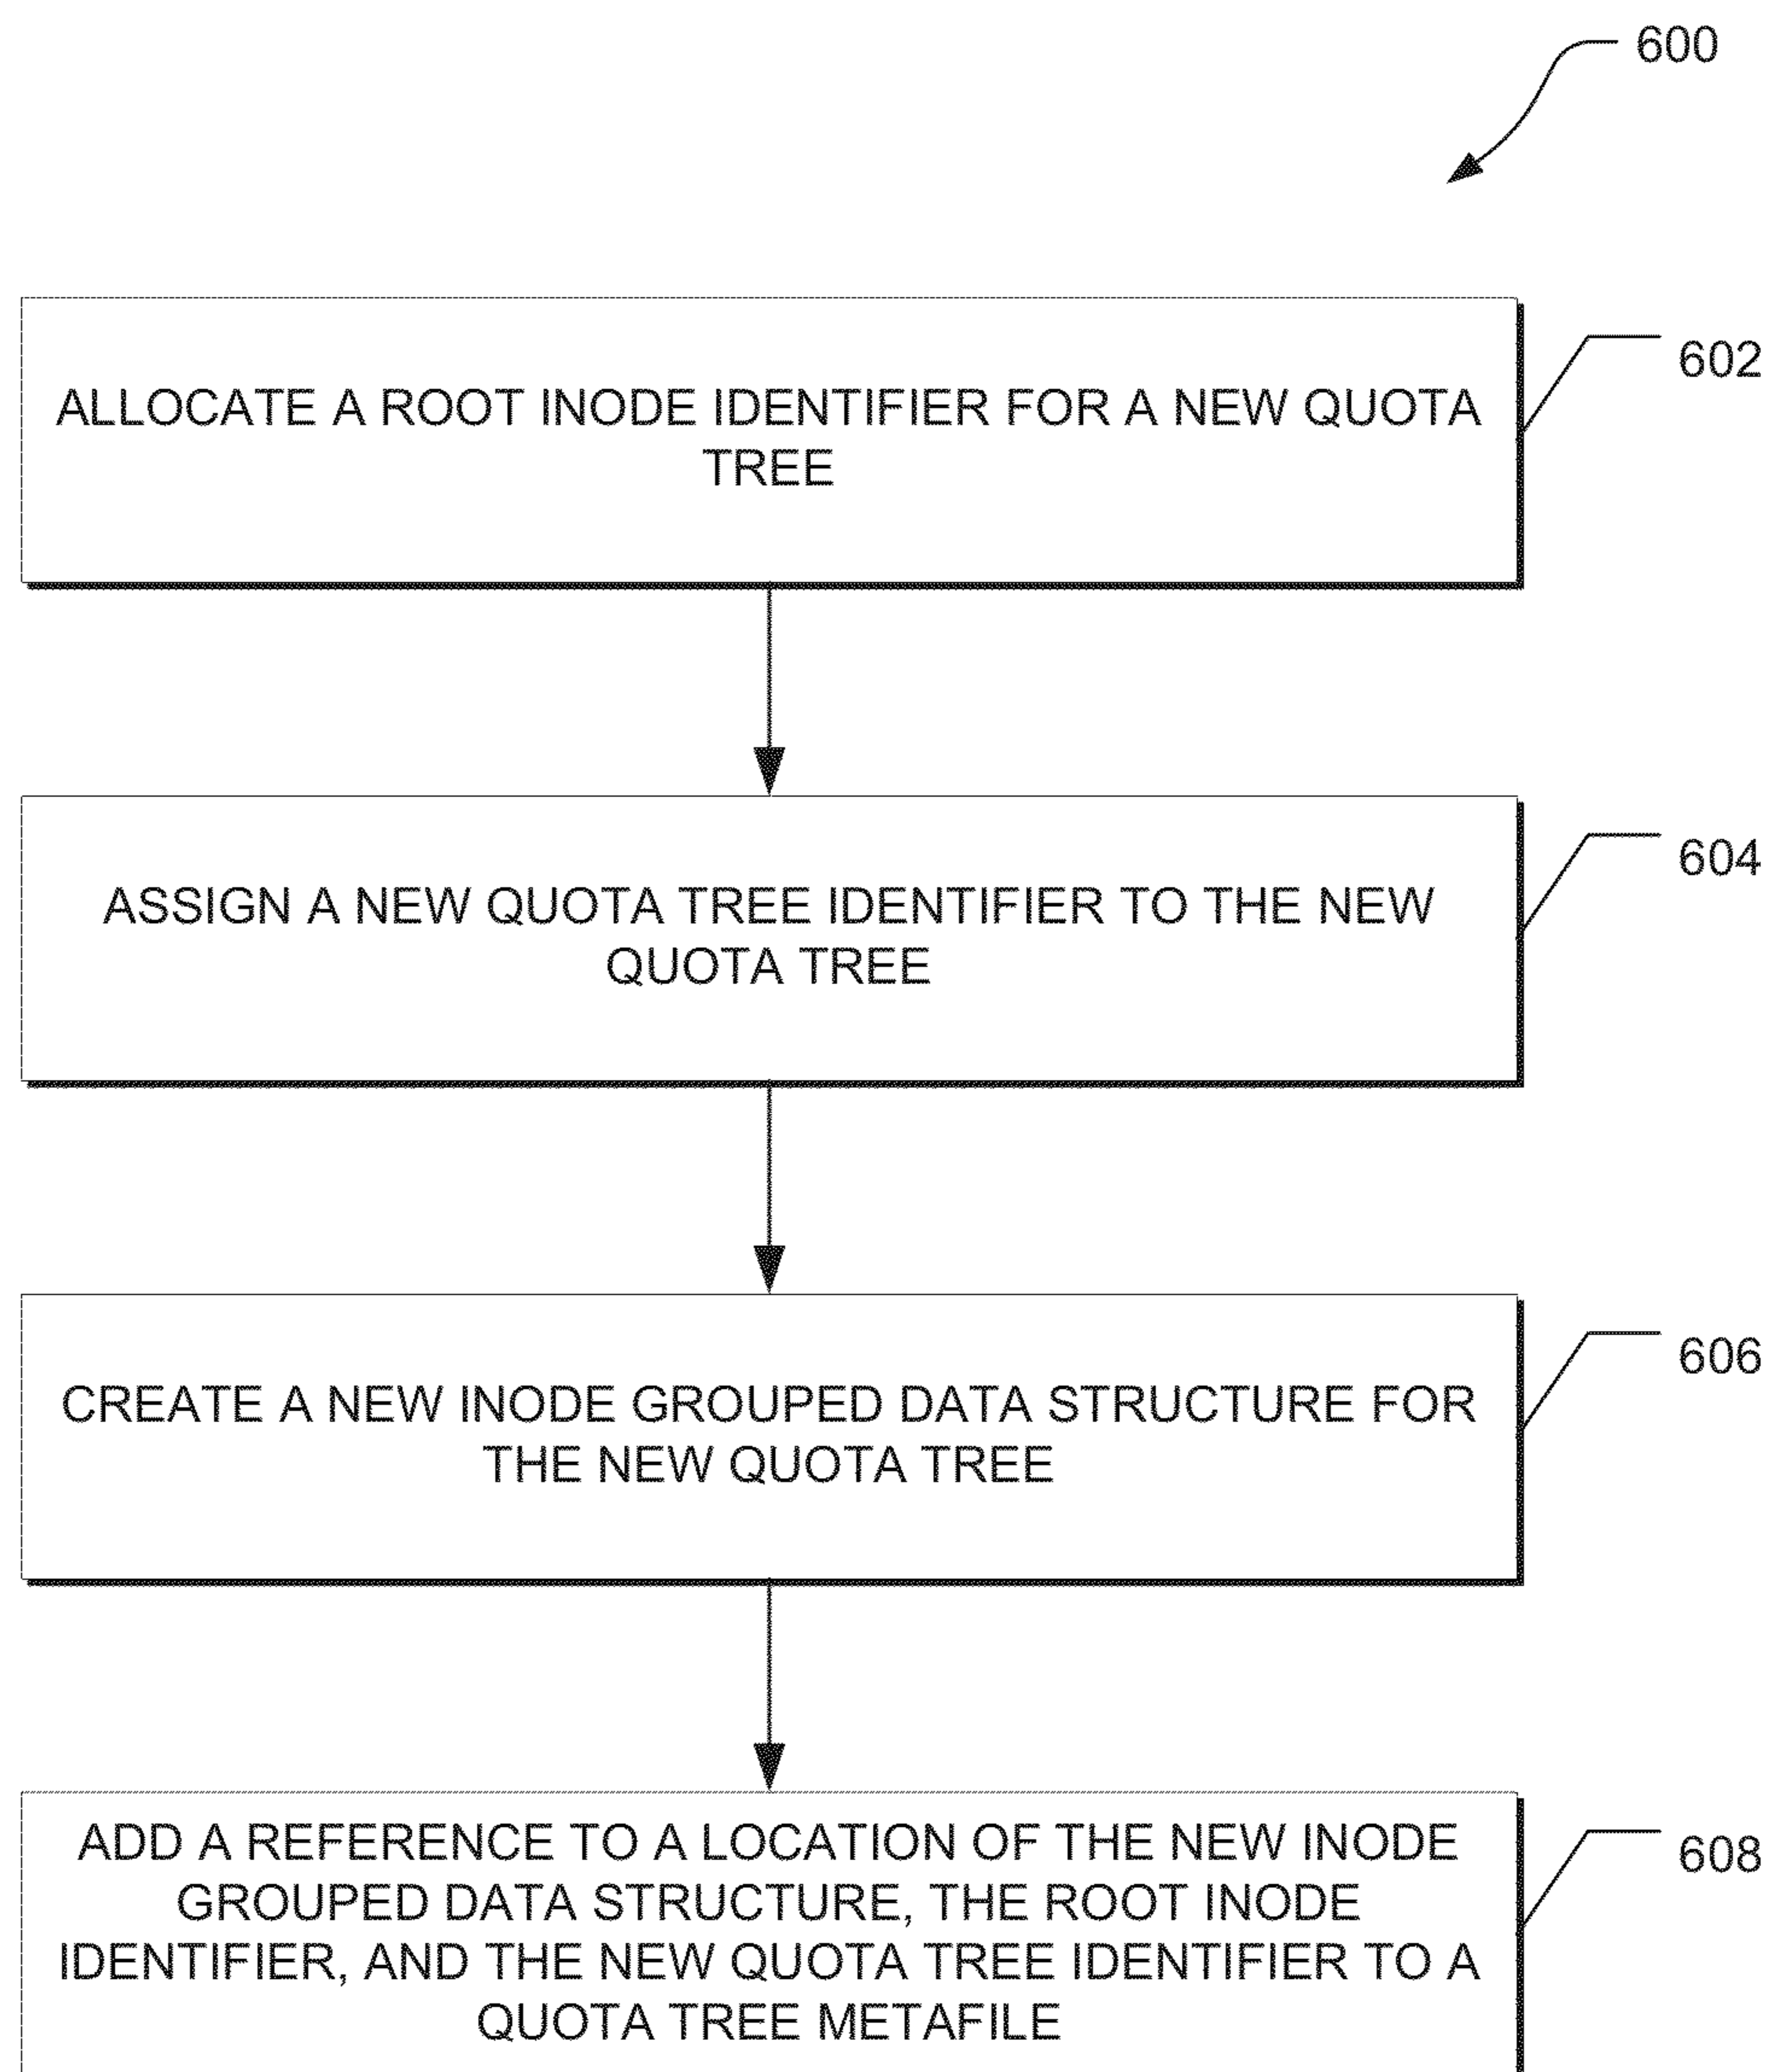 600
ALLOCATE A ROOT INODE IDENTIFIER FOR A NEW QUOTA
TREE
602
ASSIGN A NEW QUOTA TREE IDENTIFIER TO THE NEW
QUOTA TREE
604
CREATE A NEW INODE GROUPED DATA STRUCTURE FOR
THE NEW QUOTA TREE
606
ADD A REFERENCE TO A LOCATION OF THE NEW INODE
GROUPED DATA STRUCTURE, THE ROOT INODE
IDENTIFIER, AND THE NEW QUOTA TREE IDENTIFIER TO A
QUOTA TREE METAFILE
608